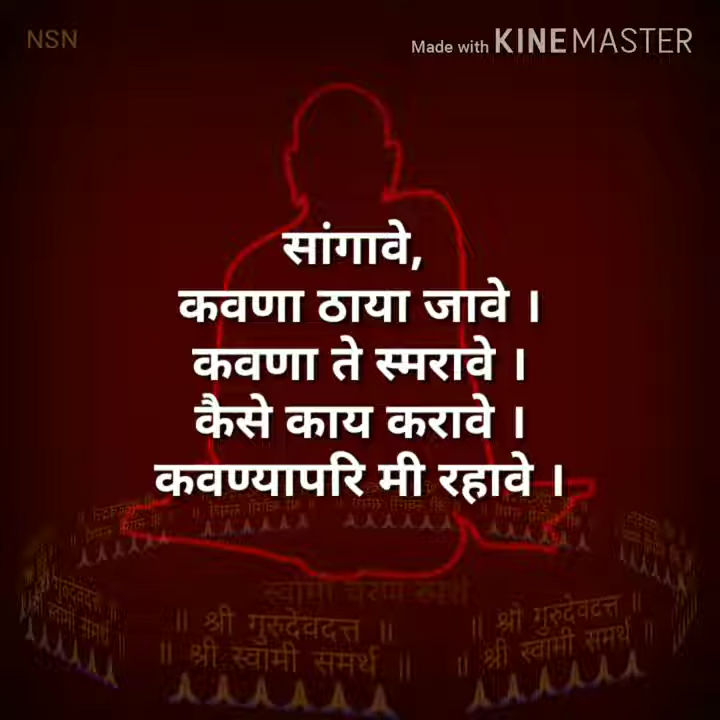 NSN
Made with KINEMASTER
सांगावे,
कवणा ठाया जावे ।
कवणा ते स्मरावे ।
कैसे काय करावे ।
कवण्यापरि मी रहावे ।
॥ श्री गुरुदेवदत्त ॥
॥ श्री स्वामी समर्थ ॥
॥ श्री गुरुदेवदत्त ॥
॥ श्री स्वामी समर्थ ॥